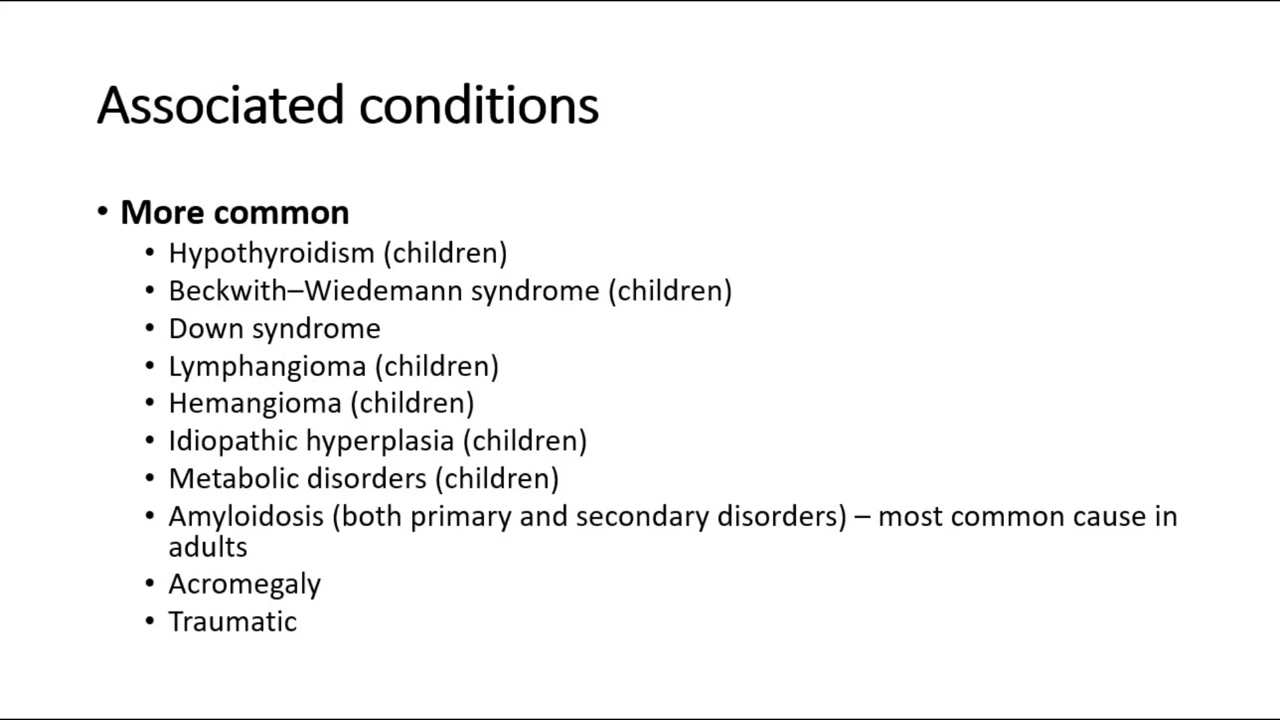 Associated conditions
• More common
• Hypothyroidism (children)
• Beckwith–Wiedemann syndrome (children)
• Down syndrome
• Lymphangioma (children)
• Hemangioma (children)
• Idiopathic hyperplasia (children)
• Metabolic disorders (children)
• Amyloidosis (both primary and secondary disorders) – most common cause in
adults
• Acromegaly
• Traumatic